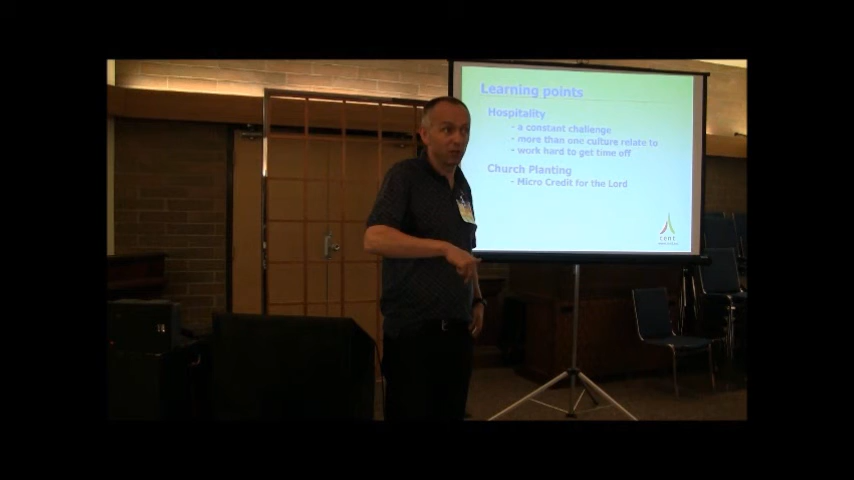 Learning points
Hospitality
- a constant challenge
- more than one culture relate to
- work hard to get time off
Church Planting
- Micro Credit for the Lord
cent